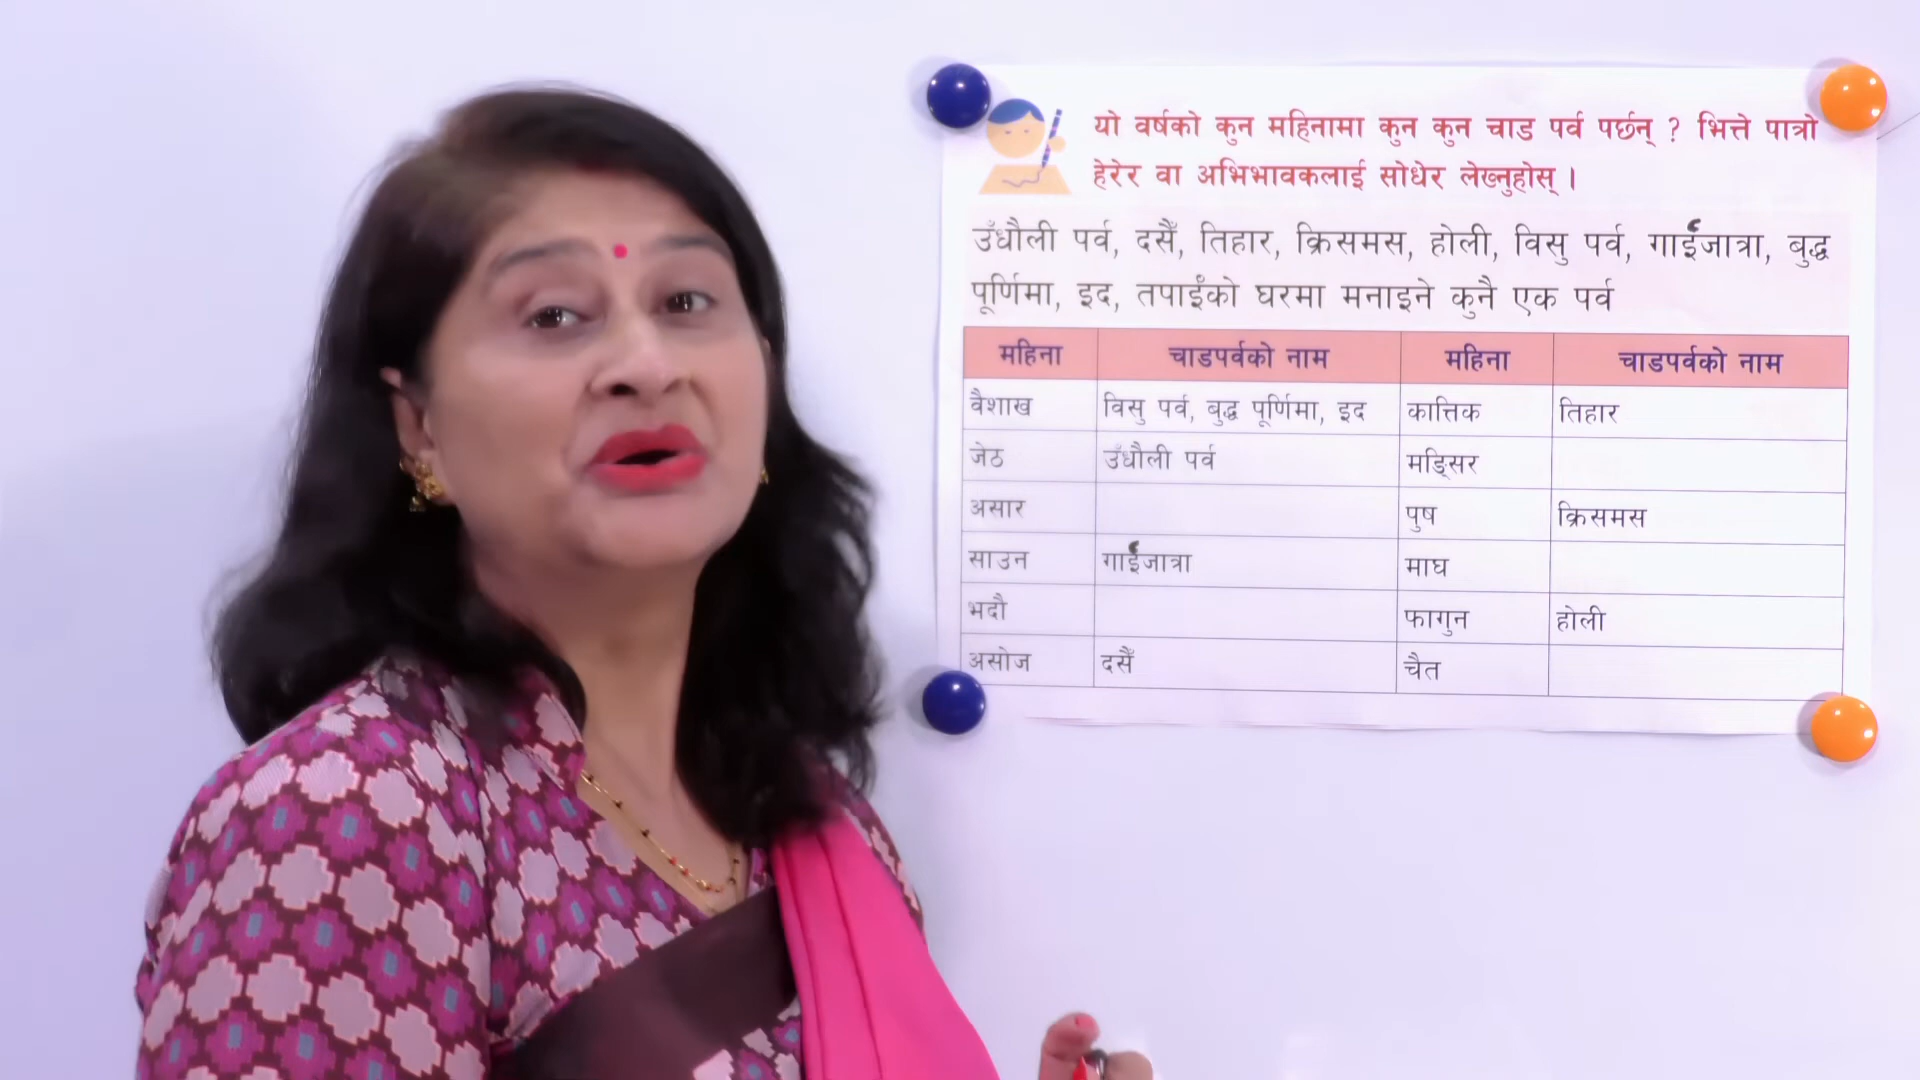 यो वर्षको कुन महिनामा कुन कुन चाड पर्व पर्छन् ? भित्ते पात्रो
हेरेर वा अभिभावकलाई सोधेर लेख्नुहोस् ।
उँधौली पर्व, दसैँ, तिहार, क्रिसमस, होली, विसु पर्व, गाईजात्रा, बुद्ध
पूर्णिमा, इद, तपाईँको घरमा मनाइने कुनै एक पर्व
महिना चाडपर्वको नाम महिना चाडपर्वको नाम
वैशाख विसु पर्व, बुद्ध पूर्णिमा, इद कात्तिक तिहार
जेठ उँधौली पर्व मङ्सिर
असार पुष क्रिसमस
साउन गाईजात्रा माघ
भदौ फागुन होली
असोज दसैँ चैत